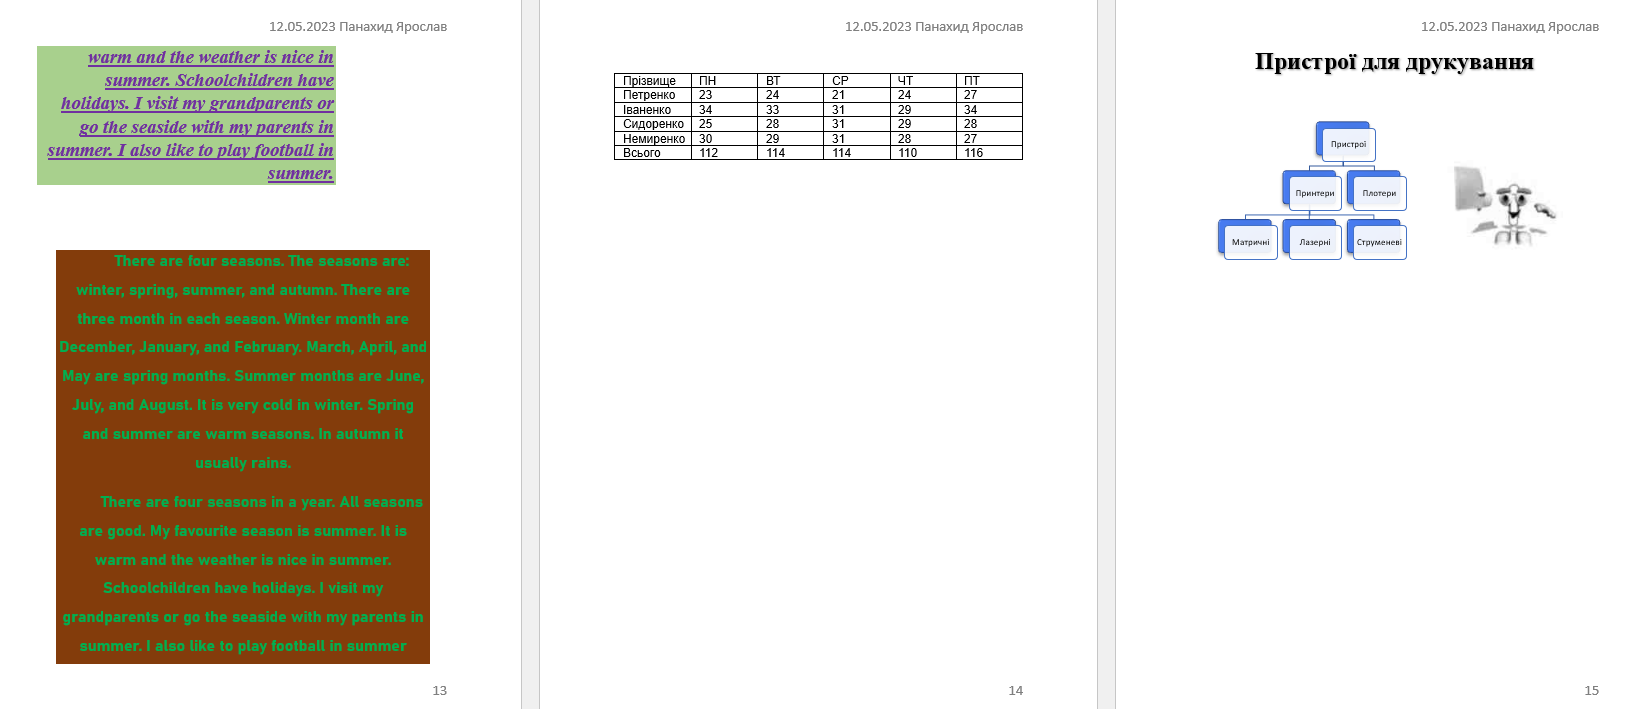 12.05.2023 Панахид Ярослав
warm and the weather is nice in
summer. Schoolchildren have
holidays. I visit my grandparents or
go the seaside with my parents in
summer. I also like to play football in
summer.
There are four seasons. The seasons are:
winter, spring, summer, and autumn. There are
three month in each season. Winter month are
December, January, and February. March, April, and
May are spring months. Summer months are June,
July, and August. It is very cold in winter. Spring
and summer are warm seasons. In autumn it
usually rains.
There are four seasons in a year. All seasons
are good. My favourite season is summer. It is
warm and the weather is nice in summer.
Schoolchildren have holidays. I visit my
grandparents or go the seaside with my parents in
summer. I also like to play football in summer
13
12.05.2023 Панахид Ярослав
Прізвище ПН ВТ СР ЧТ ПТ
Петренко 23 24 21 24 27
Іваненко 34 33 31 29 34
Сидоренко 25 28 31 29 28
Немиренко 30 29 31 28 27
Всього 112 114 114 110 116
14
12.05.2023 Панахид Ярослав
Пристрої для друкування
Пристрої
Принтери Плотери
Матричні Лазерні Струменеві
15